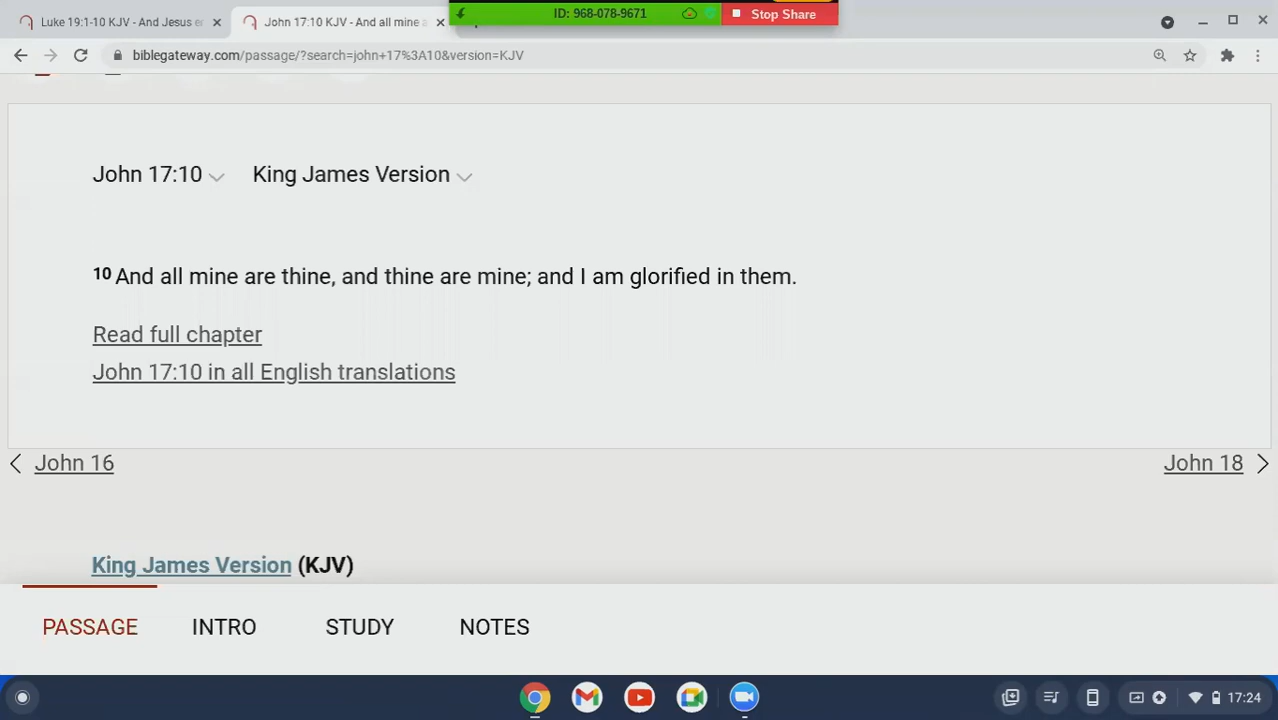 Luke 19:1-10 KJV - And Jesus e
John 17:10 KJV - And all mine a
ID: 968-078-9671
Stop Share
biblegateway.com/passage/?search=john+17%3A10&version=KJV
John 17:10
King James Version
10 And all mine are thine, and thine are mine; and I am glorified in them.
Read full chapter
John 17:10 in all English translations
John 16
John 18
King James Version (KJV)
PASSAGE
INTRO
STUDY
NOTES
17:24